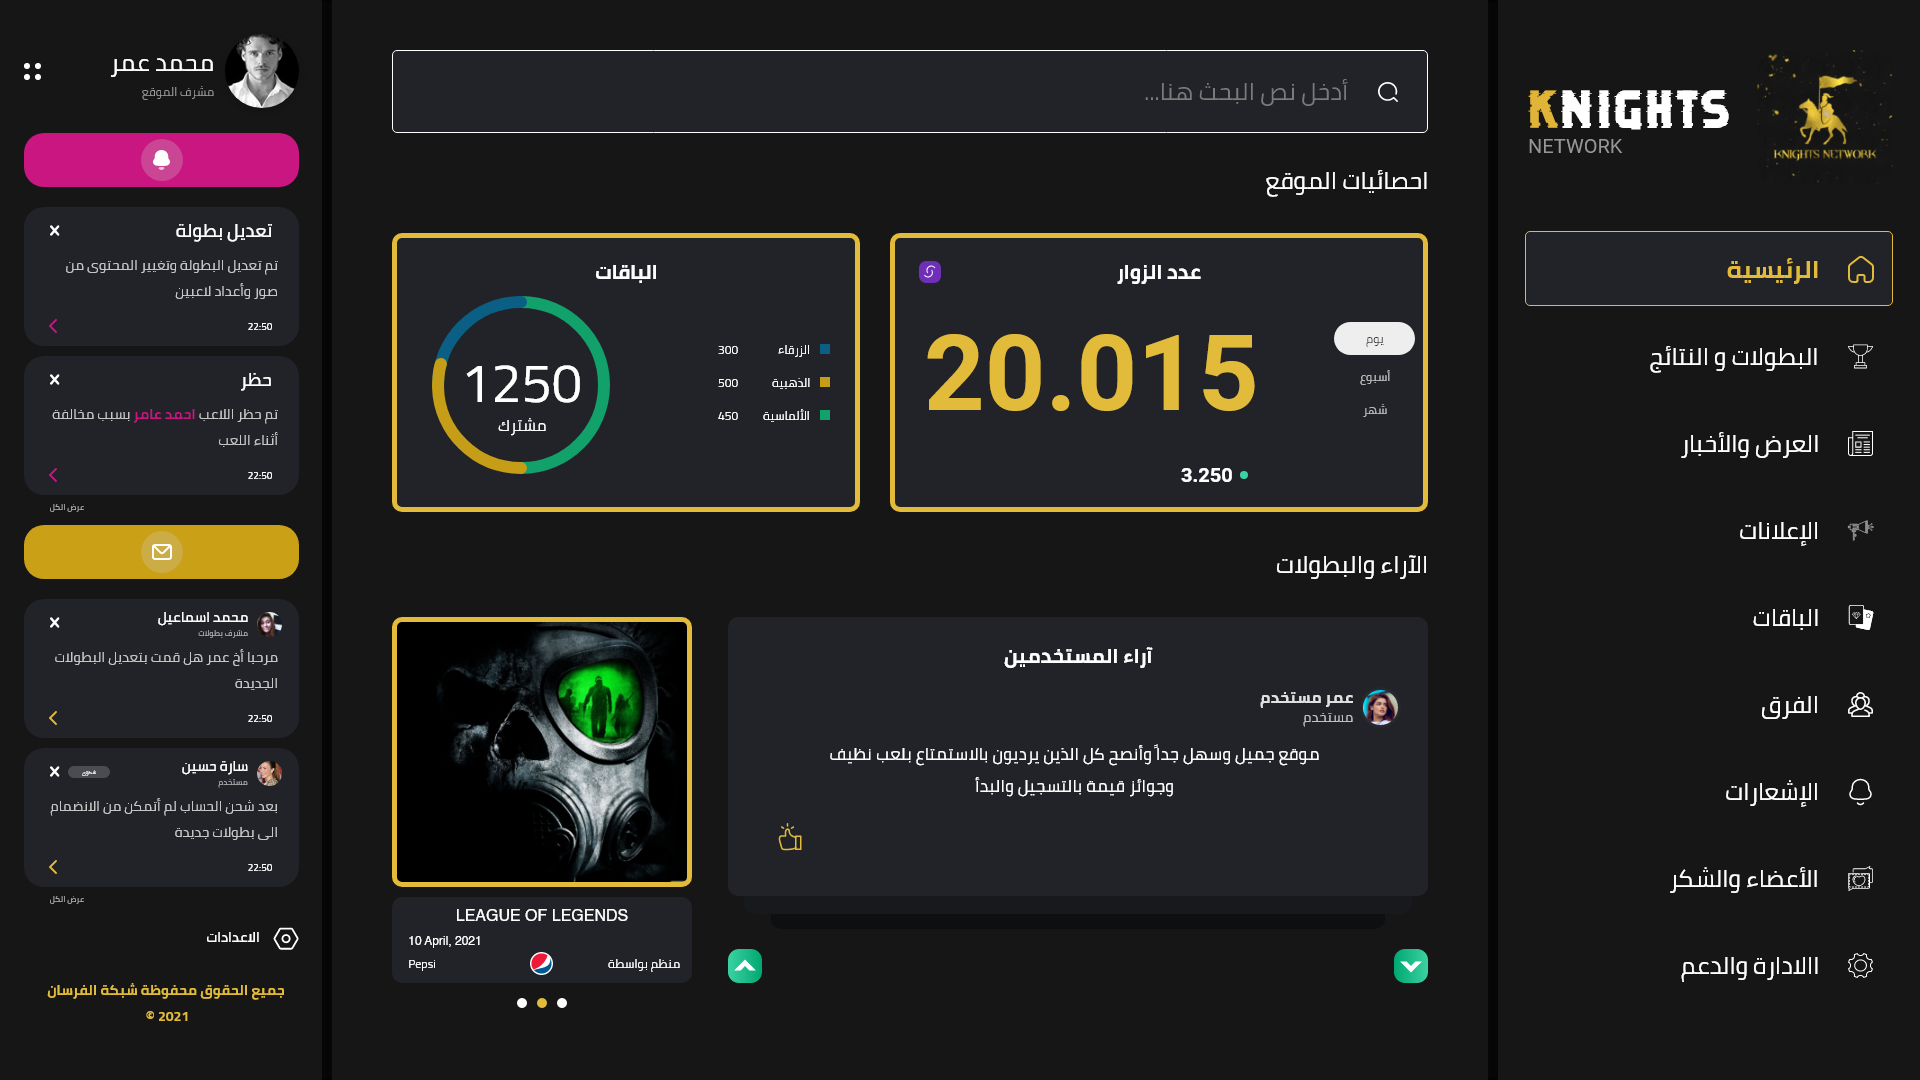 KNIGHTS
NETWORK
KNIGHTS NETWORK
الرئيسية
البطولات و النتائج
العرض والأخبار
الإعلانات
الباقات
الفرق
الإشعارات
الأعضاء والشكر
االادارة والدعم
أدخل نص البحث هنا...
احصائيات الموقع
عدد الزوار
يوم
أسبوع
شهر
20.015
3.250
الباقات
الزرقاء 300
الذهبية 500
الألماسية 450
1250
مشترك
الآراء والبطولات
آراء المستخدمين
عمر مستخدم
مستخدم
موقع جميل وسهل جداً وأنصح كل الذين يرديون بالاستمتاع بلعب نظيف
وجوائز قيمة بالتسجيل والبدأ
LEAGUE OF LEGENDS
10 April, 2021
منظم بواسطة Pepsi
محمد عمر
مشرف الموقع
تعديل بطولة
تم تعديل البطولة وتغيير المحتوى من
صور وأعداد لاعبين
22:50
حظر
تم حظر اللاعب احمد عامر بسبب مخالفة
أثناء اللعب
22:50
عرض الكل
محمد اسماعيل
مشرف بطولات
مرحبا أخ عمر هل قمت بتعديل البطولات
الجديدة
22:50
سارة حسين
شكوى
مستخدم
بعد شحن الحساب لم أتمكن من الانضمام
الى بطولات جديدة
22:50
عرض الكل
الاعدادات
جميع الحقوق محفوظة شبكة الفرسان
© 2021